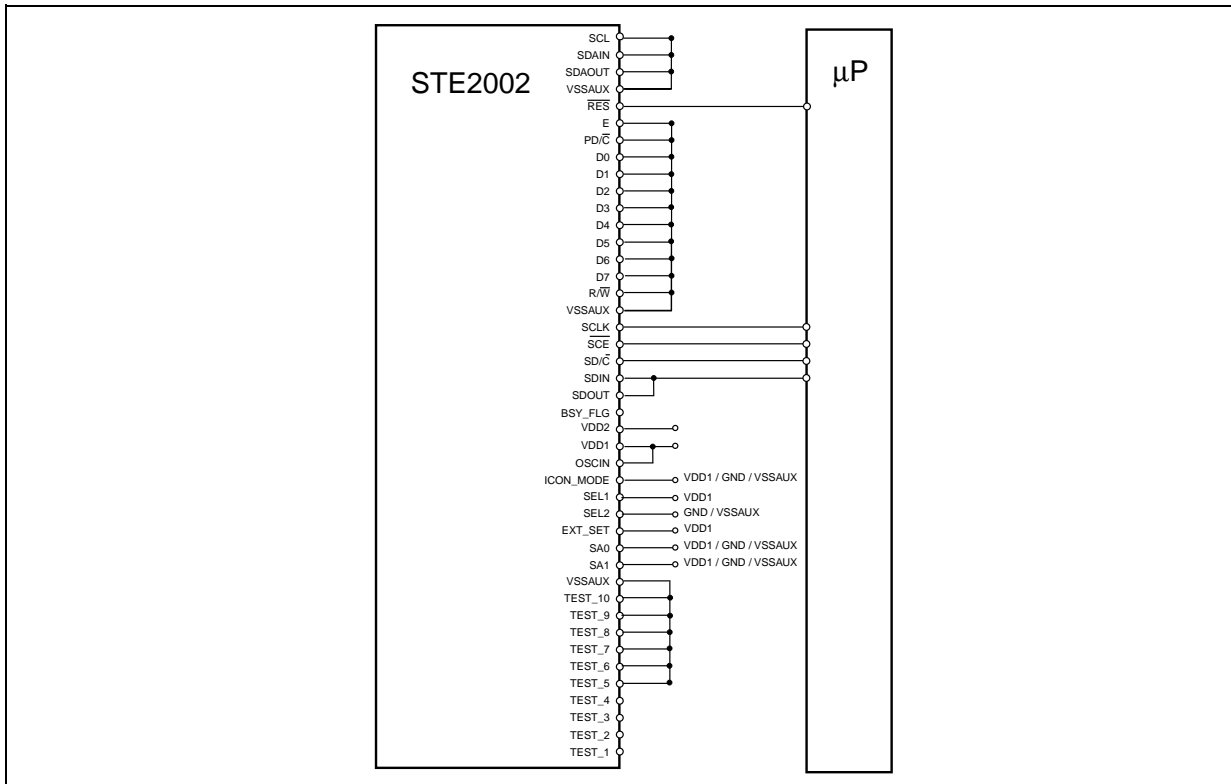 STE2002
µP
SCL
SDAIN
SDAOUT
VSSAUX
R̅E̅S̅
E
PD/C̅
D0
D1
D2
D3
D4
D5
D6
D7
R/W̅
VSSAUX
SCLK
S̅C̅E̅
SD/C̅
SDIN
SDOUT
BSY_FLG
VDD2
VDD1
OSCIN
ICON_MODE VDD1 / GND / VSSAUX
SEL1 VDD1
SEL2 GND / VSSAUX
EXT_SET VDD1
SA0 VDD1 / GND / VSSAUX
SA1 VDD1 / GND / VSSAUX
VSSAUX
TEST_10
TEST_9
TEST_8
TEST_7
TEST_6
TEST_5
TEST_4
TEST_3
TEST_2
TEST_1